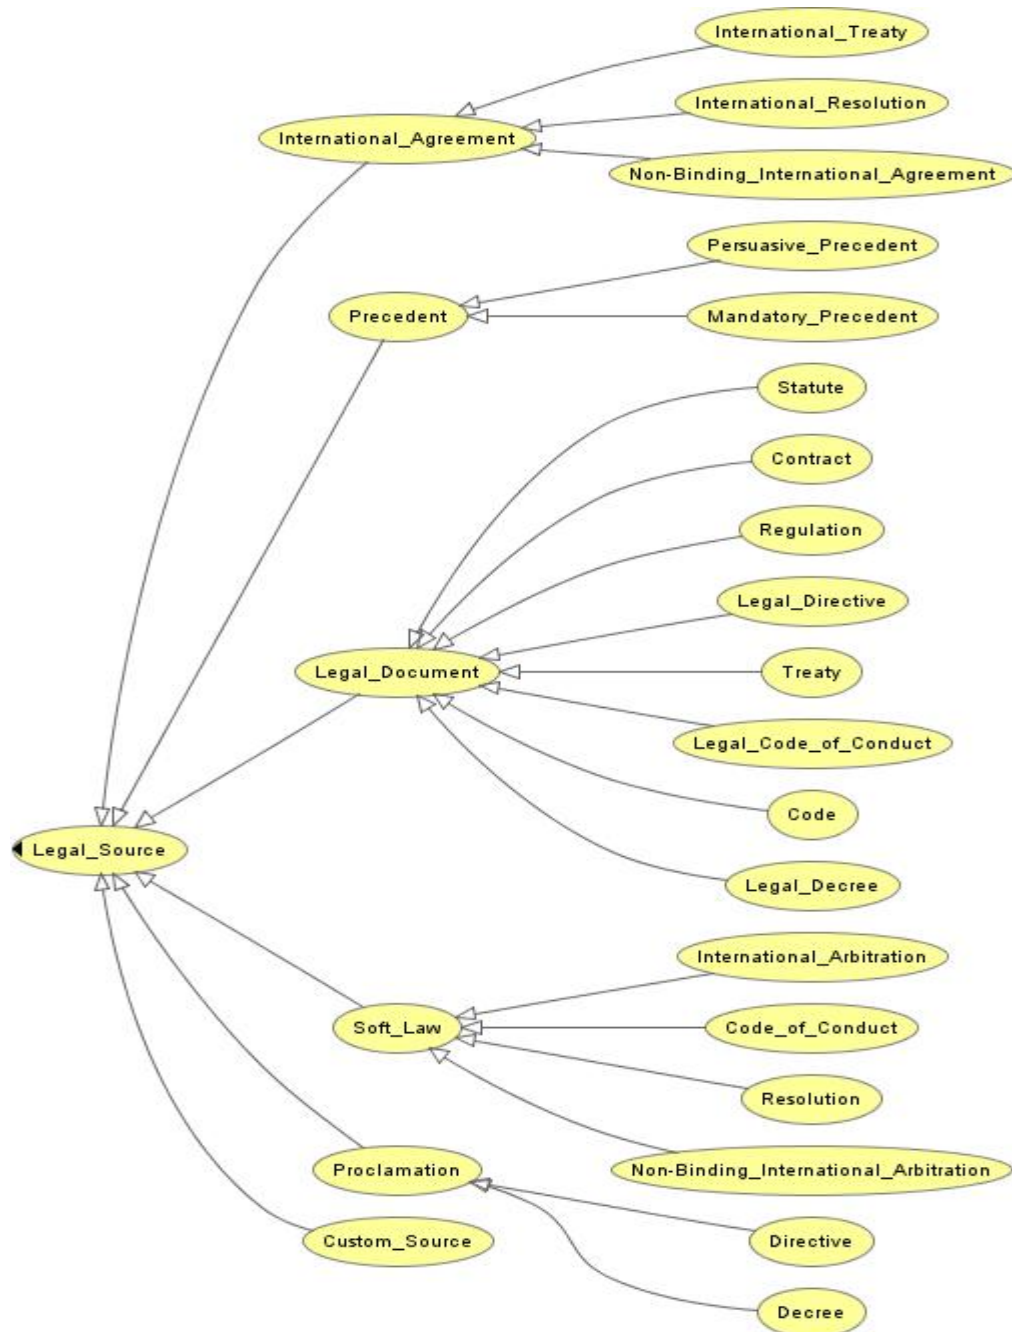 International_Treaty
International_Resolution
International_Agreement
Non-Binding_International_Agreement
Persuasive_Precedent
Precedent
Mandatory_Precedent
Statute
Contract
Regulation
Legal_Directive
Legal_Document
Treaty
Legal_Code_of_Conduct
Code
Legal_Source
Legal_Decree
International_Arbitration
Soft_Law
Code_of_Conduct
Resolution
Proclamation
Non-Binding_International_Arbitration
Custom_Source
Directive
Decree